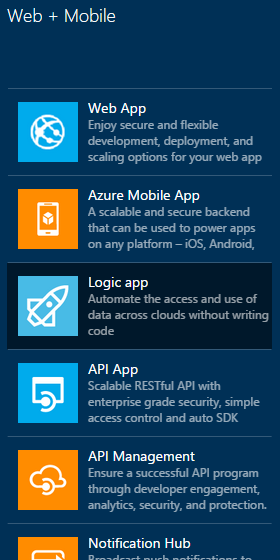 Web + Mobile
Web App
Enjoy secure and flexible
development, deployment, and
scaling options for your web app
Azure Mobile App
A scalable and secure backend
that can be used to power apps
on any platform – iOS, Android,
Logic app
Automate the access and use of
data across clouds without writing
code
API App
Scalable RESTful API with
enterprise grade security, simple
access control and auto SDK
API Management
Ensure a successful API program
through developer engagement,
analytics, security, and protection.
Notification Hub
Broadcast push notifications to